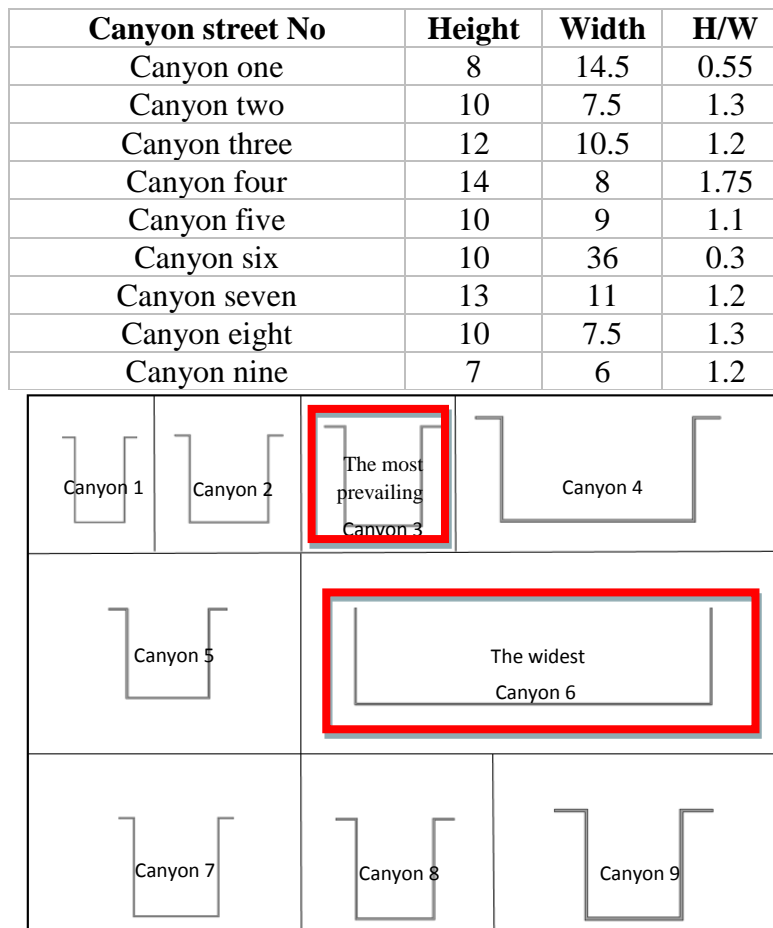 Canyon street No Height Width H/W
Canyon one 8 14.5 0.55
Canyon two 10 7.5 1.3
Canyon three 12 10.5 1.2
Canyon four 14 8 1.75
Canyon five 10 9 1.1
Canyon six 10 36 0.3
Canyon seven 13 11 1.2
Canyon eight 10 7.5 1.3
Canyon nine 7 6 1.2
Canyon 1
Canyon 2
The most
prevailing
Canyon 3
Canyon 4
Canyon 5
The widest
Canyon 6
Canyon 7
Canyon 8
Canyon 9